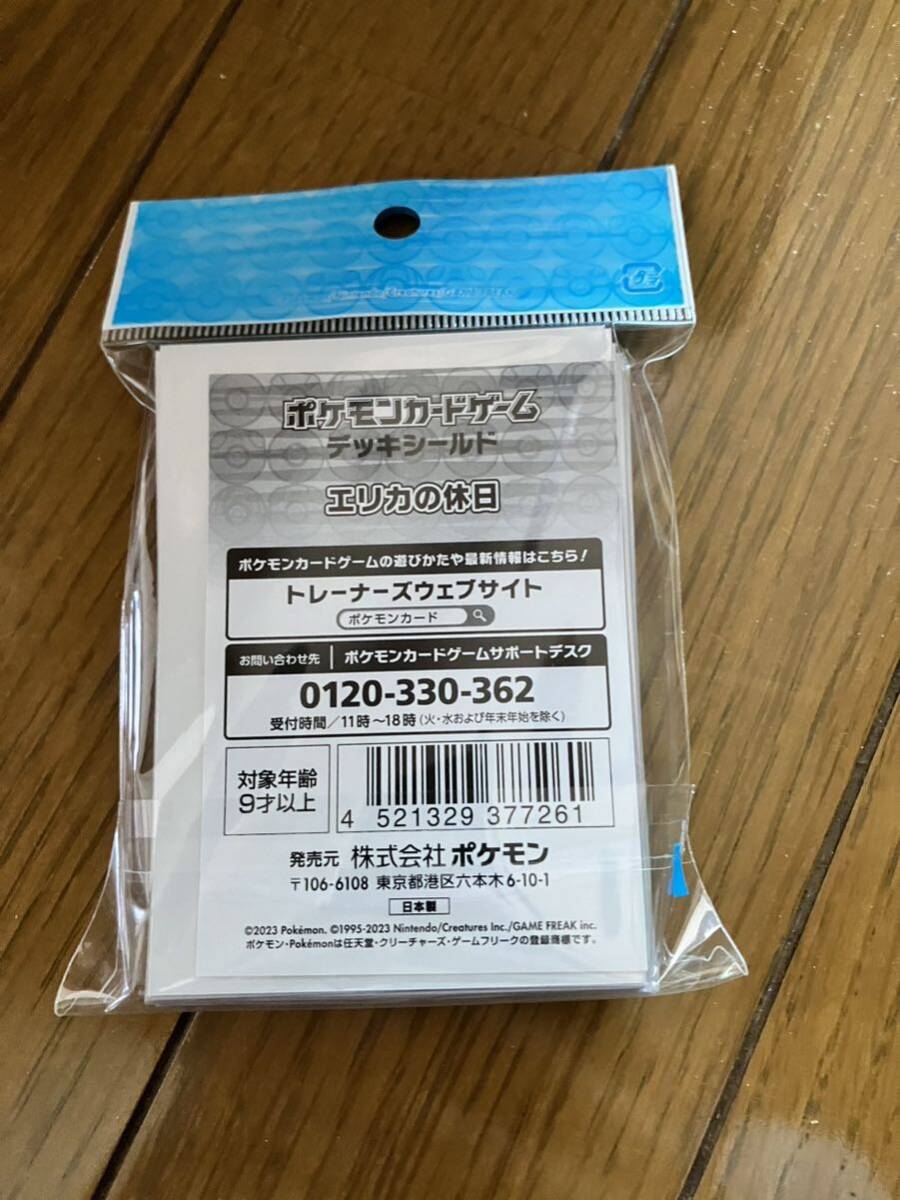 プラ
ポケモンカードゲーム
デッキシールド
エリカの休日
ポケモンカードゲームの遊びかたや最新情報はこちら!
トレーナーズウェブサイト
ポケモンカード
お問い合わせ先 ポケモンカードゲームサポートデスク
0120-330-362
受付時間/11時~18時(火・水および年末年始を除く)
対象年齢
9才以上
4 521329 377261
発売元 株式会社 ポケモン
〒106-6108 東京都港区六本木6-10-1
日本製
©2023 Pokémon. ©1995-2023 Nintendo/Creatures Inc./GAME FREAK inc.
ポケモン・Pokémonは任天堂・クリーチャーズ・ゲームフリークの登録商標です。